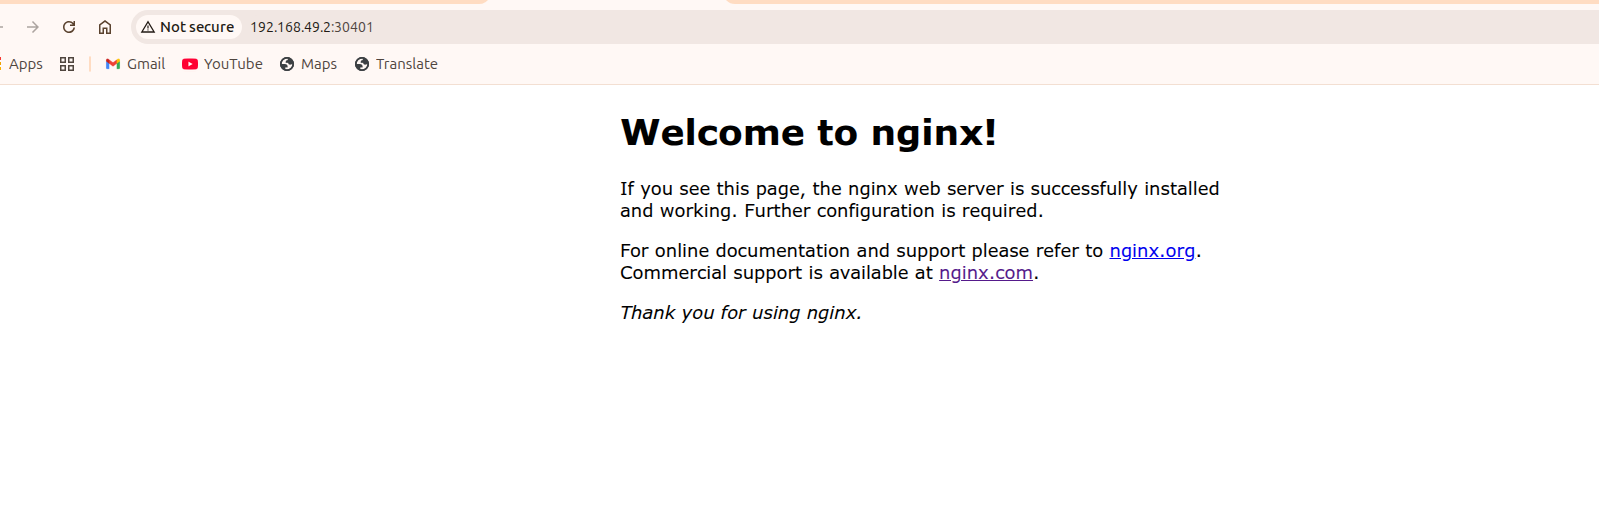 Not secure 192.168.49.2:30401
Apps Gmail YouTube Maps Translate
Welcome to nginx!
If you see this page, the nginx web server is successfully installed
and working. Further configuration is required.
For online documentation and support please refer to nginx.org.
Commercial support is available at nginx.com.
Thank you for using nginx.